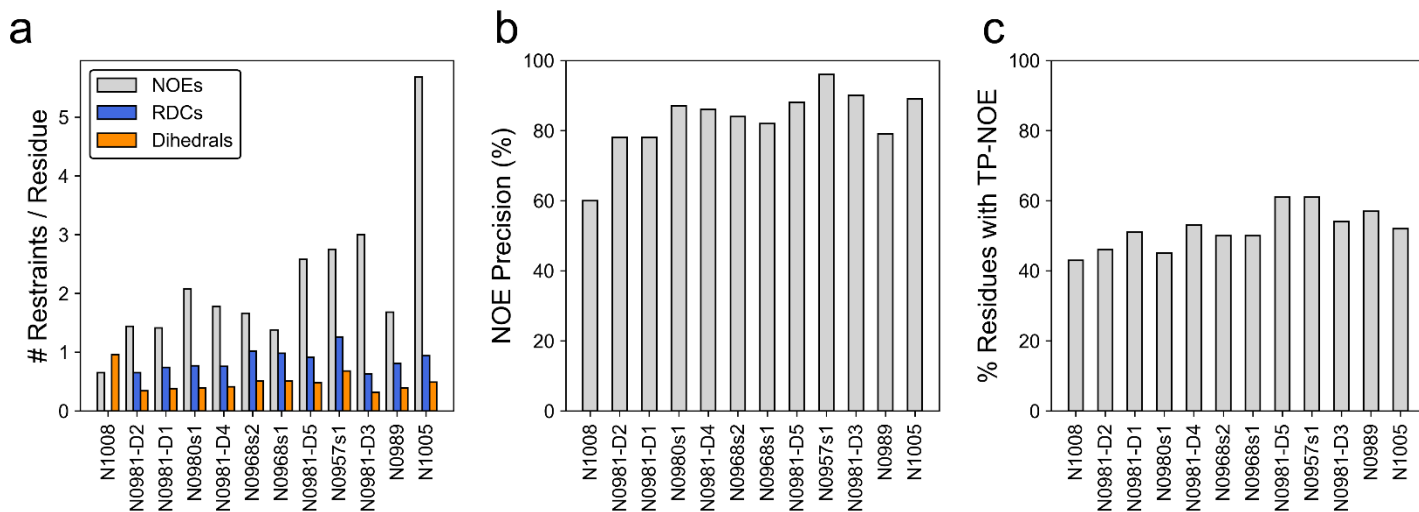 a
# Restraints / Residue
5
4
3
2
1
0
NOEs
RDCs
Dihedrals
N1008
N0981-D2
N0981-D1
N0980s1
N0981-D4
N0968s2
N0968s1
N0981-D5
N0957s1
N0981-D3
N0989
N1005
b
NOE Precision (%)
100
80
60
40
20
0
N1008
N0981-D2
N0981-D1
N0980s1
N0981-D4
N0968s2
N0968s1
N0981-D5
N0957s1
N0981-D3
N0989
N1005
c
% Residues with TP-NOE
100
80
60
40
20
0
N1008
N0981-D2
N0981-D1
N0980s1
N0981-D4
N0968s2
N0968s1
N0981-D5
N0957s1
N0981-D3
N0989
N1005